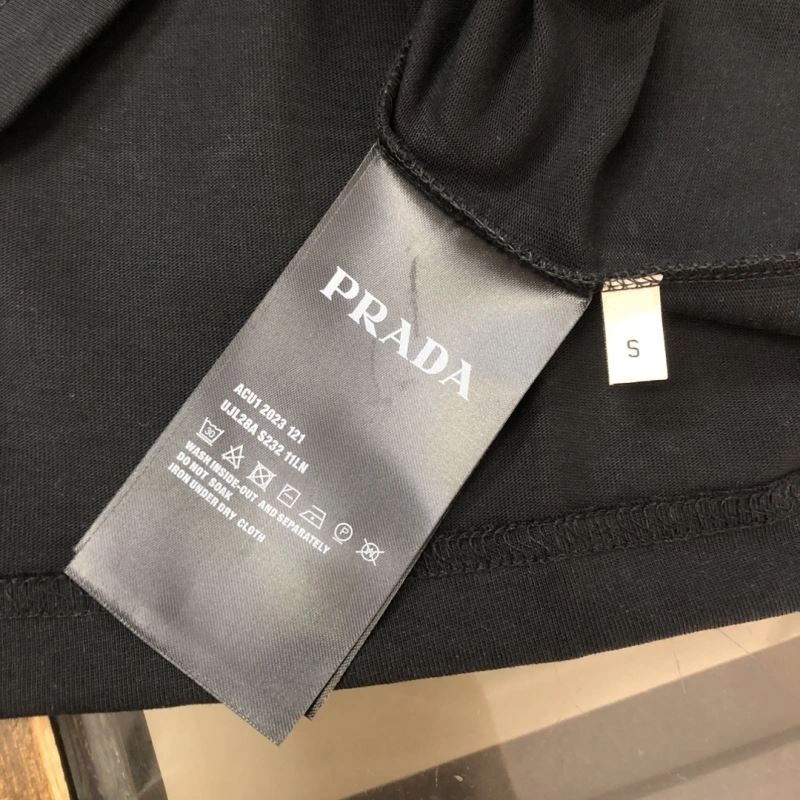 PRADA
ACU1 2023 121
UJL28A S232 11LN
30
P
W
WASH INSIDE-OUT AND SEPARATELY
DO NOT SOAK
IRON UNDER DRY CLOTH
S